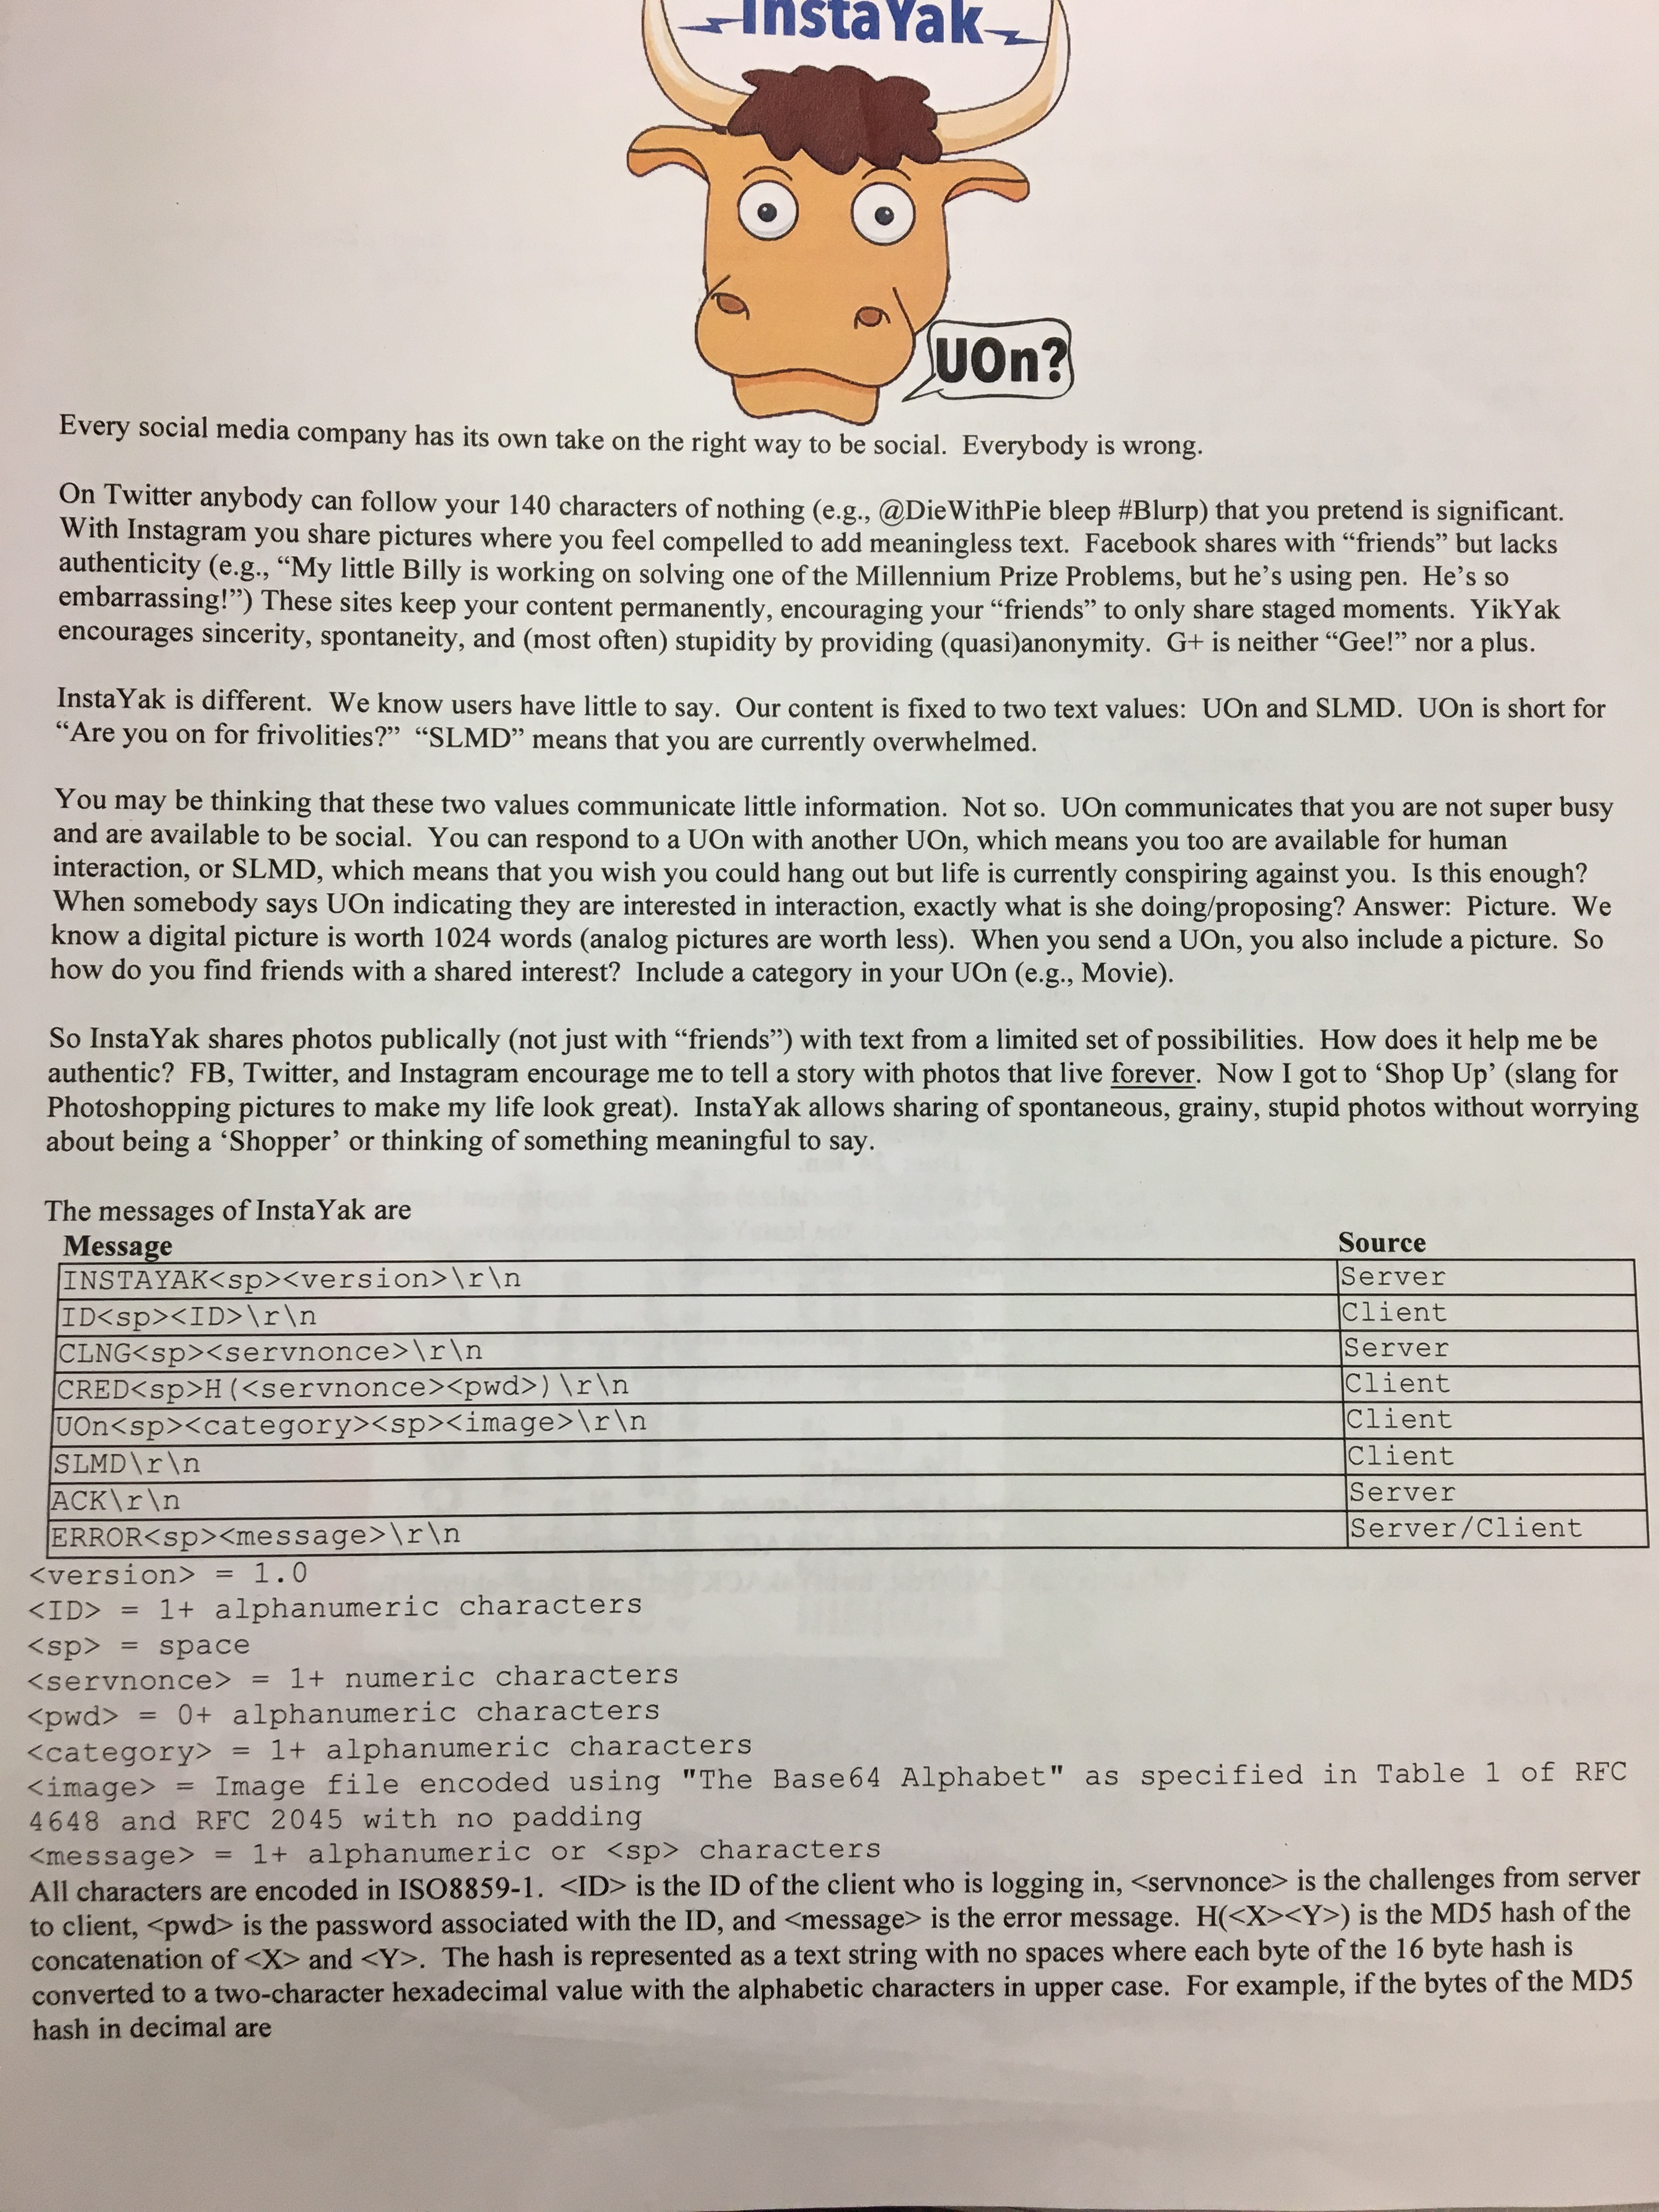 InstaYak
UOn?
Every social media company has its own take on the right way to be social.  Everybody is wrong.
On Twitter anybody can follow your 140 characters of nothing (e.g., @DieWithPie bleep #Blurp) that you pretend is significant.
With Instagram you share pictures where you feel compelled to add meaningless text.  Facebook shares with “friends” but lacks
authenticity (e.g., “My little Billy is working on solving one of the Millennium Prize Problems, but he’s using pen.  He’s so
embarrassing!”) These sites keep your content permanently, encouraging your “friends” to only share staged moments.  YikYak
encourages sincerity, spontaneity, and (most often) stupidity by providing (quasi)anonymity.  G+ is neither “Gee!” nor a plus.
InstaYak is different.  We know users have little to say.  Our content is fixed to two text values:  UOn and SLMD.  UOn is short for
“Are you on for frivolities?”  “SLMD” means that you are currently overwhelmed.
You may be thinking that these two values communicate little information.  Not so.  UOn communicates that you are not super busy
and are available to be social.  You can respond to a UOn with another UOn, which means you too are available for human
interaction, or SLMD, which means that you wish you could hang out but life is currently conspiring against you.  Is this enough?
When somebody says UOn indicating they are interested in interaction, exactly what is she doing/proposing? Answer:  Picture.  We
know a digital picture is worth 1024 words (analog pictures are worth less).  When you send a UOn, you also include a picture.  So
how do you find friends with a shared interest?  Include a category in your UOn (e.g., Movie).
So InstaYak shares photos publically (not just with “friends”) with text from a limited set of possibilities.  How does it help me be
authentic?  FB, Twitter, and Instagram encourage me to tell a story with photos that live forever.  Now I got to ‘Shop Up’ (slang for
Photoshopping pictures to make my life look great).  InstaYak allows sharing of spontaneous, grainy, stupid photos without worrying
about being a ‘Shopper’ or thinking of something meaningful to say.
The messages of InstaYak are
Message Source
INSTAYAK<sp><version>\r\n Server
ID<sp><ID>\r\n Client
CLNG<sp><servnonce>\r\n Server
CRED<sp>H(<servnonce><pwd>)\r\n Client
UOn<sp><category><sp><image>\r\n Client
SLMD\r\n Client
ACK\r\n Server
ERROR<sp><message>\r\n Server/Client
<version> = 1.0
<ID> = 1+ alphanumeric characters
<sp> = space
<servnonce> = 1+ numeric characters
<pwd> = 0+ alphanumeric characters
<category> = 1+ alphanumeric characters
<image> = Image file encoded using "The Base64 Alphabet" as specified in Table 1 of RFC
4648 and RFC 2045 with no padding
<message> = 1+ alphanumeric or <sp> characters
All characters are encoded in ISO8859-1.  <ID> is the ID of the client who is logging in, <servnonce> is the challenges from server
to client, <pwd> is the password associated with the ID, and <message> is the error message.  H(<X><Y>) is the MD5 hash of the
concatenation of <X> and <Y>.  The hash is represented as a text string with no spaces where each byte of the 16 byte hash is
converted to a two-character hexadecimal value with the alphabetic characters in upper case.  For example, if the bytes of the MD5
hash in decimal are